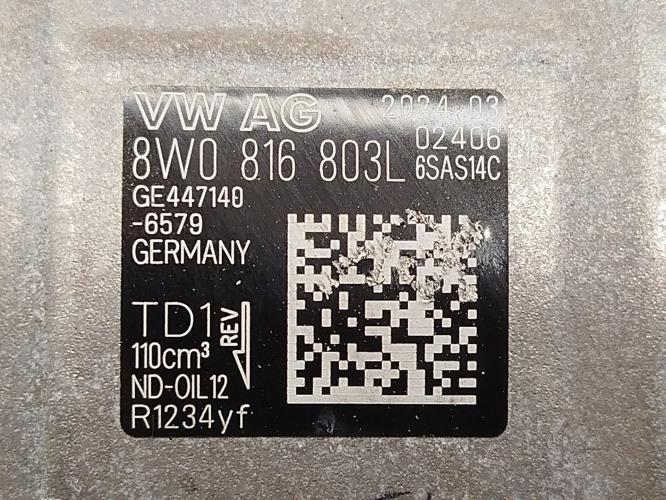 VW AG 2024-03
02406
8W0 816 803L 6SAS14C
GE447140
-6579
GERMANY
TD1
REV
110cm³
ND-OIL12
R1234yf